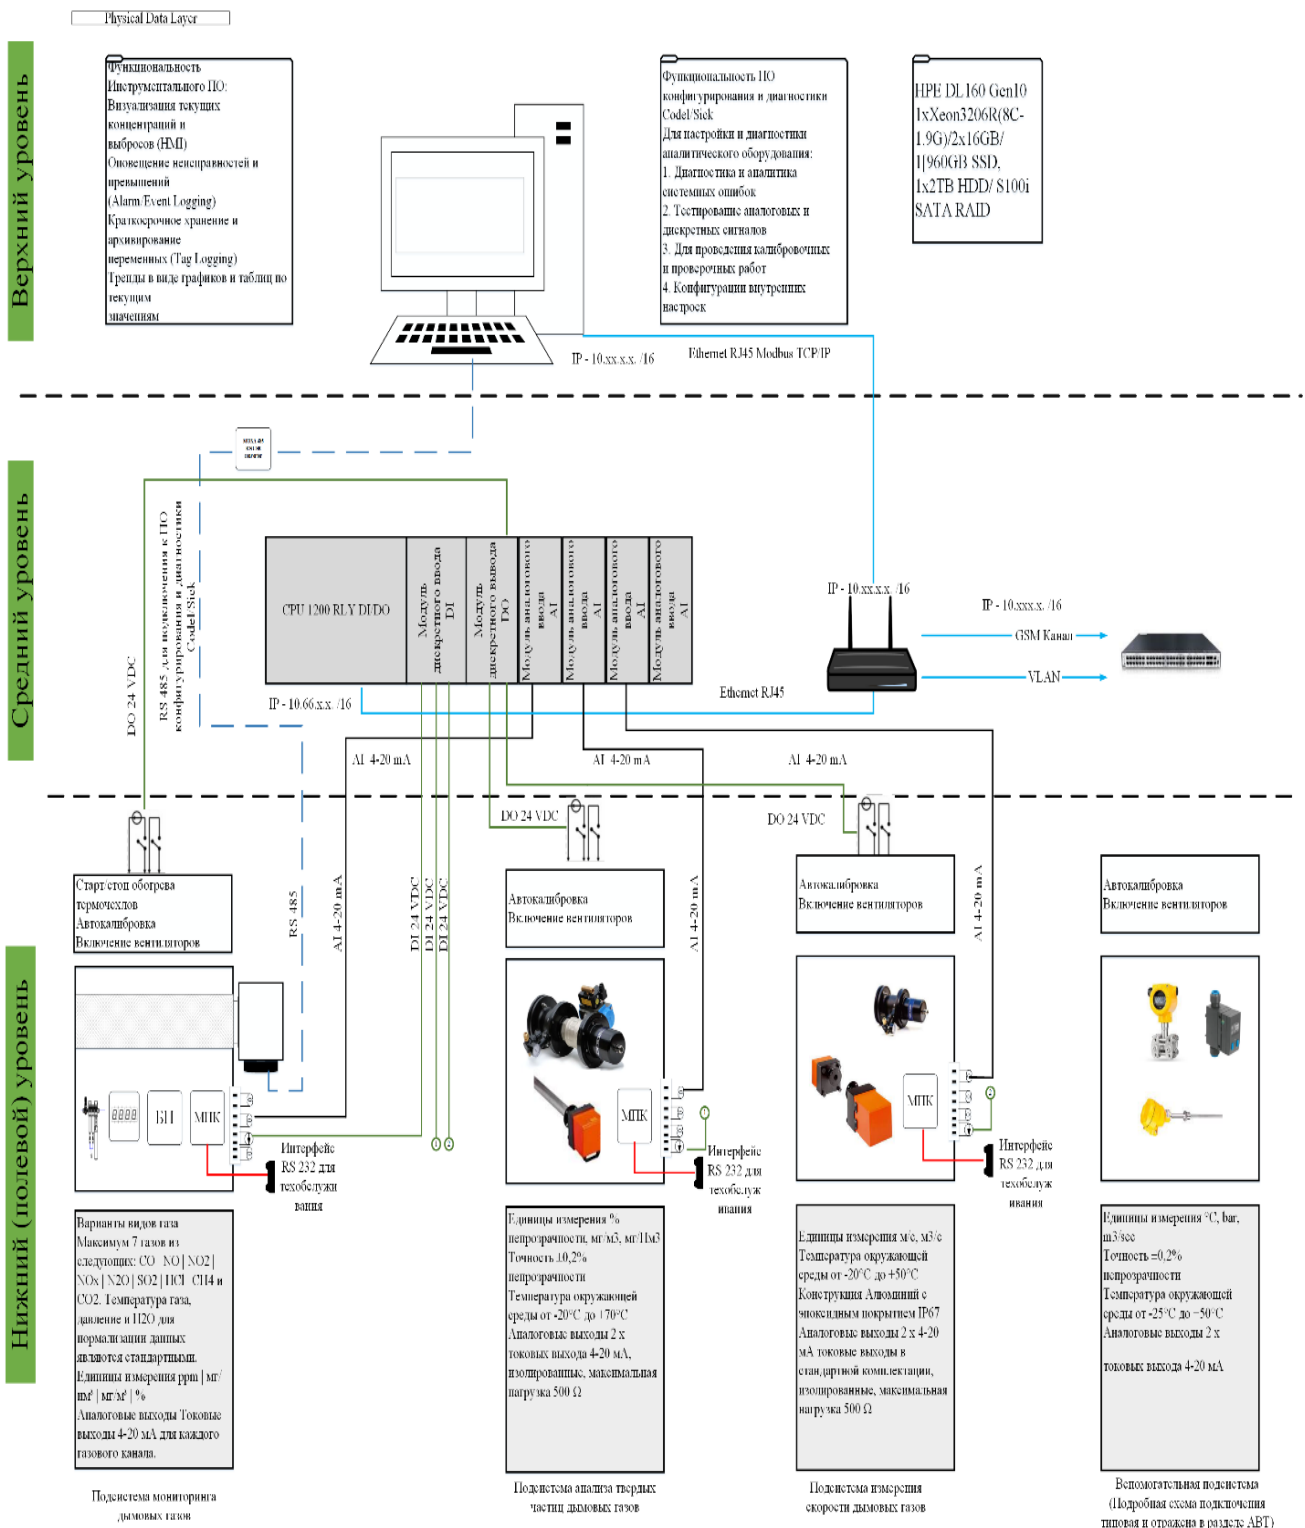 Physical Data Layer
Верхний уровень
Функциональность
Инструментального ПО:
Визуализация текущих
концентраций и
выбросов (HMI)
Оповещение неисправностей и
превышений
(Alarm/Event Logging)
Краткосрочное хранение и
архивирование
переменных (Tag Logging)
Тренды в виде графиков и таблиц по
текущим
значениям
Функциональность ПО
конфигурирования и диагностики
Codel/Sick
Для настройки и диагностики
аналитического оборудования:
1. Диагностика и аналитика
системных ошибок
2. Тестирование аналоговых и
дискретных сигналов
3. Для проведения калибровочных
и проверочных работ
4. Конфигурации внутренних
настроек
HPE DL160 Gen10
1xXeon3206R(8C-
1.9G)/2x16GB/
1[960GB SSD,
1x2TB HDD/ S100i
SATA RAID
IP - 10.xx.x.x. /16
Ethernet RJ45 Modbus TCP/IP
Средний уровень
DO 24 VDC
RS 485 для подключения к ПО
конфигурирования и диагностики
Codel/Sick
CPU 1200 RLY DI/DO
Модуль
дискретного ввода
DI
Модуль
дискретного вывода
DO
Модуль аналогового
ввода
AI
Модуль аналогового
ввода
AI
Модуль аналогового
ввода
AI
Модуль аналогового
ввода
AI
IP - 10.66.x.x. /16
Ethernet RJ45
IP - 10.xx.x.x. /16
IP - 10.xxx.x. /16
GSM Канал
VLAN
AI 4-20 mA
AI 4-20 mA
AI 4-20 mA
DO 24 VDC
DO 24 VDC
Нижний (полевой) уровень
Старт/стоп обогрева
термочехлов
Автокалибровка
Включение вентиляторов
RS 485
AI 4-20 mA
DI 24 VDC
DI 24 VDC
DI 24 VDC
Автокалибровка
Включение вентиляторов
AI 4-20 mA
Автокалибровка
Включение вентиляторов
AI 4-20 mA
Автокалибровка
Включение вентиляторов
БП
МПК
Интерфейс
RS 232 для
техобслужи
вания
1
2
МПК
1
Интерфейс
RS 232 для
техобслуж
ивания
МПК
2
Интерфейс
RS 232 для
техобслуж
ивания
Варианты видов газа
Максимум 7 газов из
следующих: CO NO | NO2 |
NOx | N2O | SO2 | HCl CH4 и
CO2. Температура газа,
давление и H2O для
нормализации данных
являются стандартными.
Единицы измерения ppm | мг/
нм³ | мг/м³ | %
Аналоговые выходы Токовые
выходы 4-20 мА для каждого
газового канала.
Подсистема мониторинга
дымовых газов
Единицы измерения %
непрозрачности, мг/м3, мг/Нм3
Точность ±0,2%
непрозрачности
Температура окружающей
среды от -20°C до +70°C
Аналоговые выходы 2 x
токовых выхода 4-20 мА,
изолированные, максимальная
нагрузка 500 Ω
Подсистема анализа твердых
частиц дымовых газов
Единицы измерения м/с, м3/с
Температура окружающей
среды от -20°C до +50°C
Конструкция Алюминий с
эпоксидным покрытием IP67
Аналоговые выходы 2 x 4-20
мА токовые выходы в
стандартной комплектации,
изолированные, максимальная
нагрузка 500 Ω
Подсистема измерения
скорости дымовых газов
Единицы измерения °C, bar,
m3/sec
Точность ±0,2%
непрозрачности
Температура окружающей
среды от -25°C до +50°C
Аналоговые выходы 2 x
токовых выхода 4-20 мА
Вспомогательная подсистема
(Подробная схема подключения
типовая и отражена в разделе АВТ)